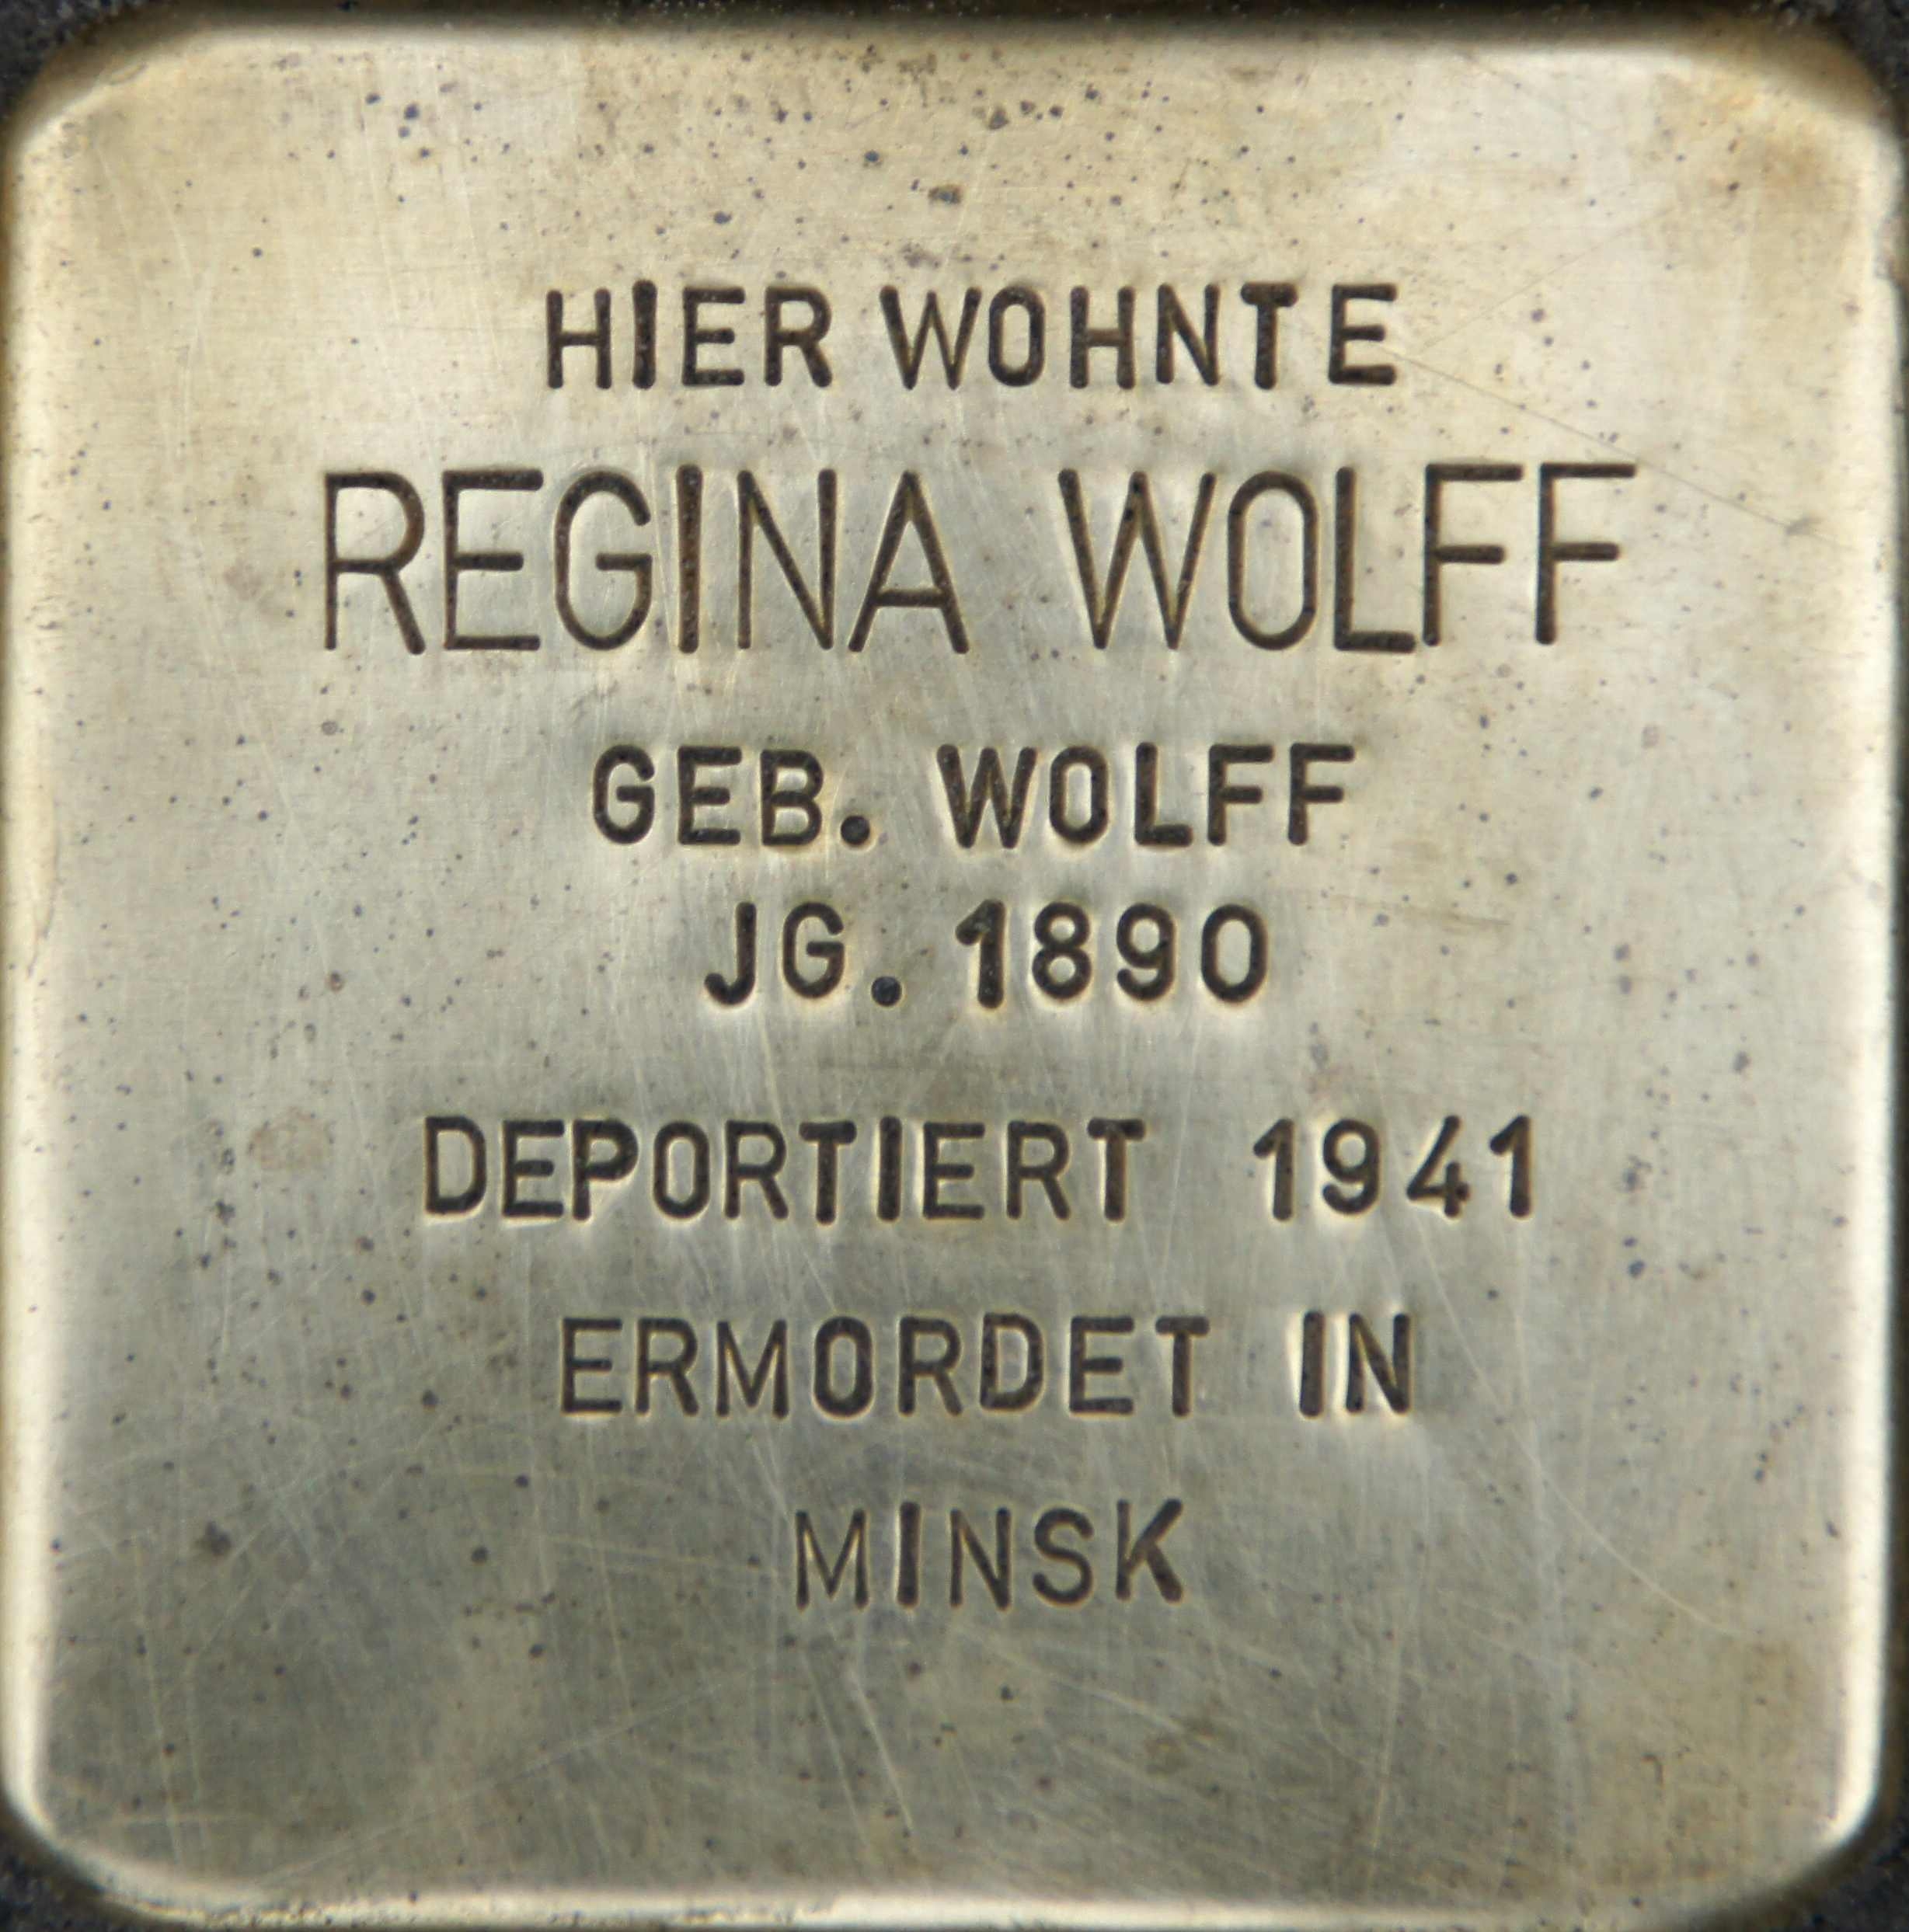 HIER WOHNTE
REGINA WOLFF
GEB. WOLFF
JG. 1890
DEPORTIERT 1941
ERMORDET IN
MINSK